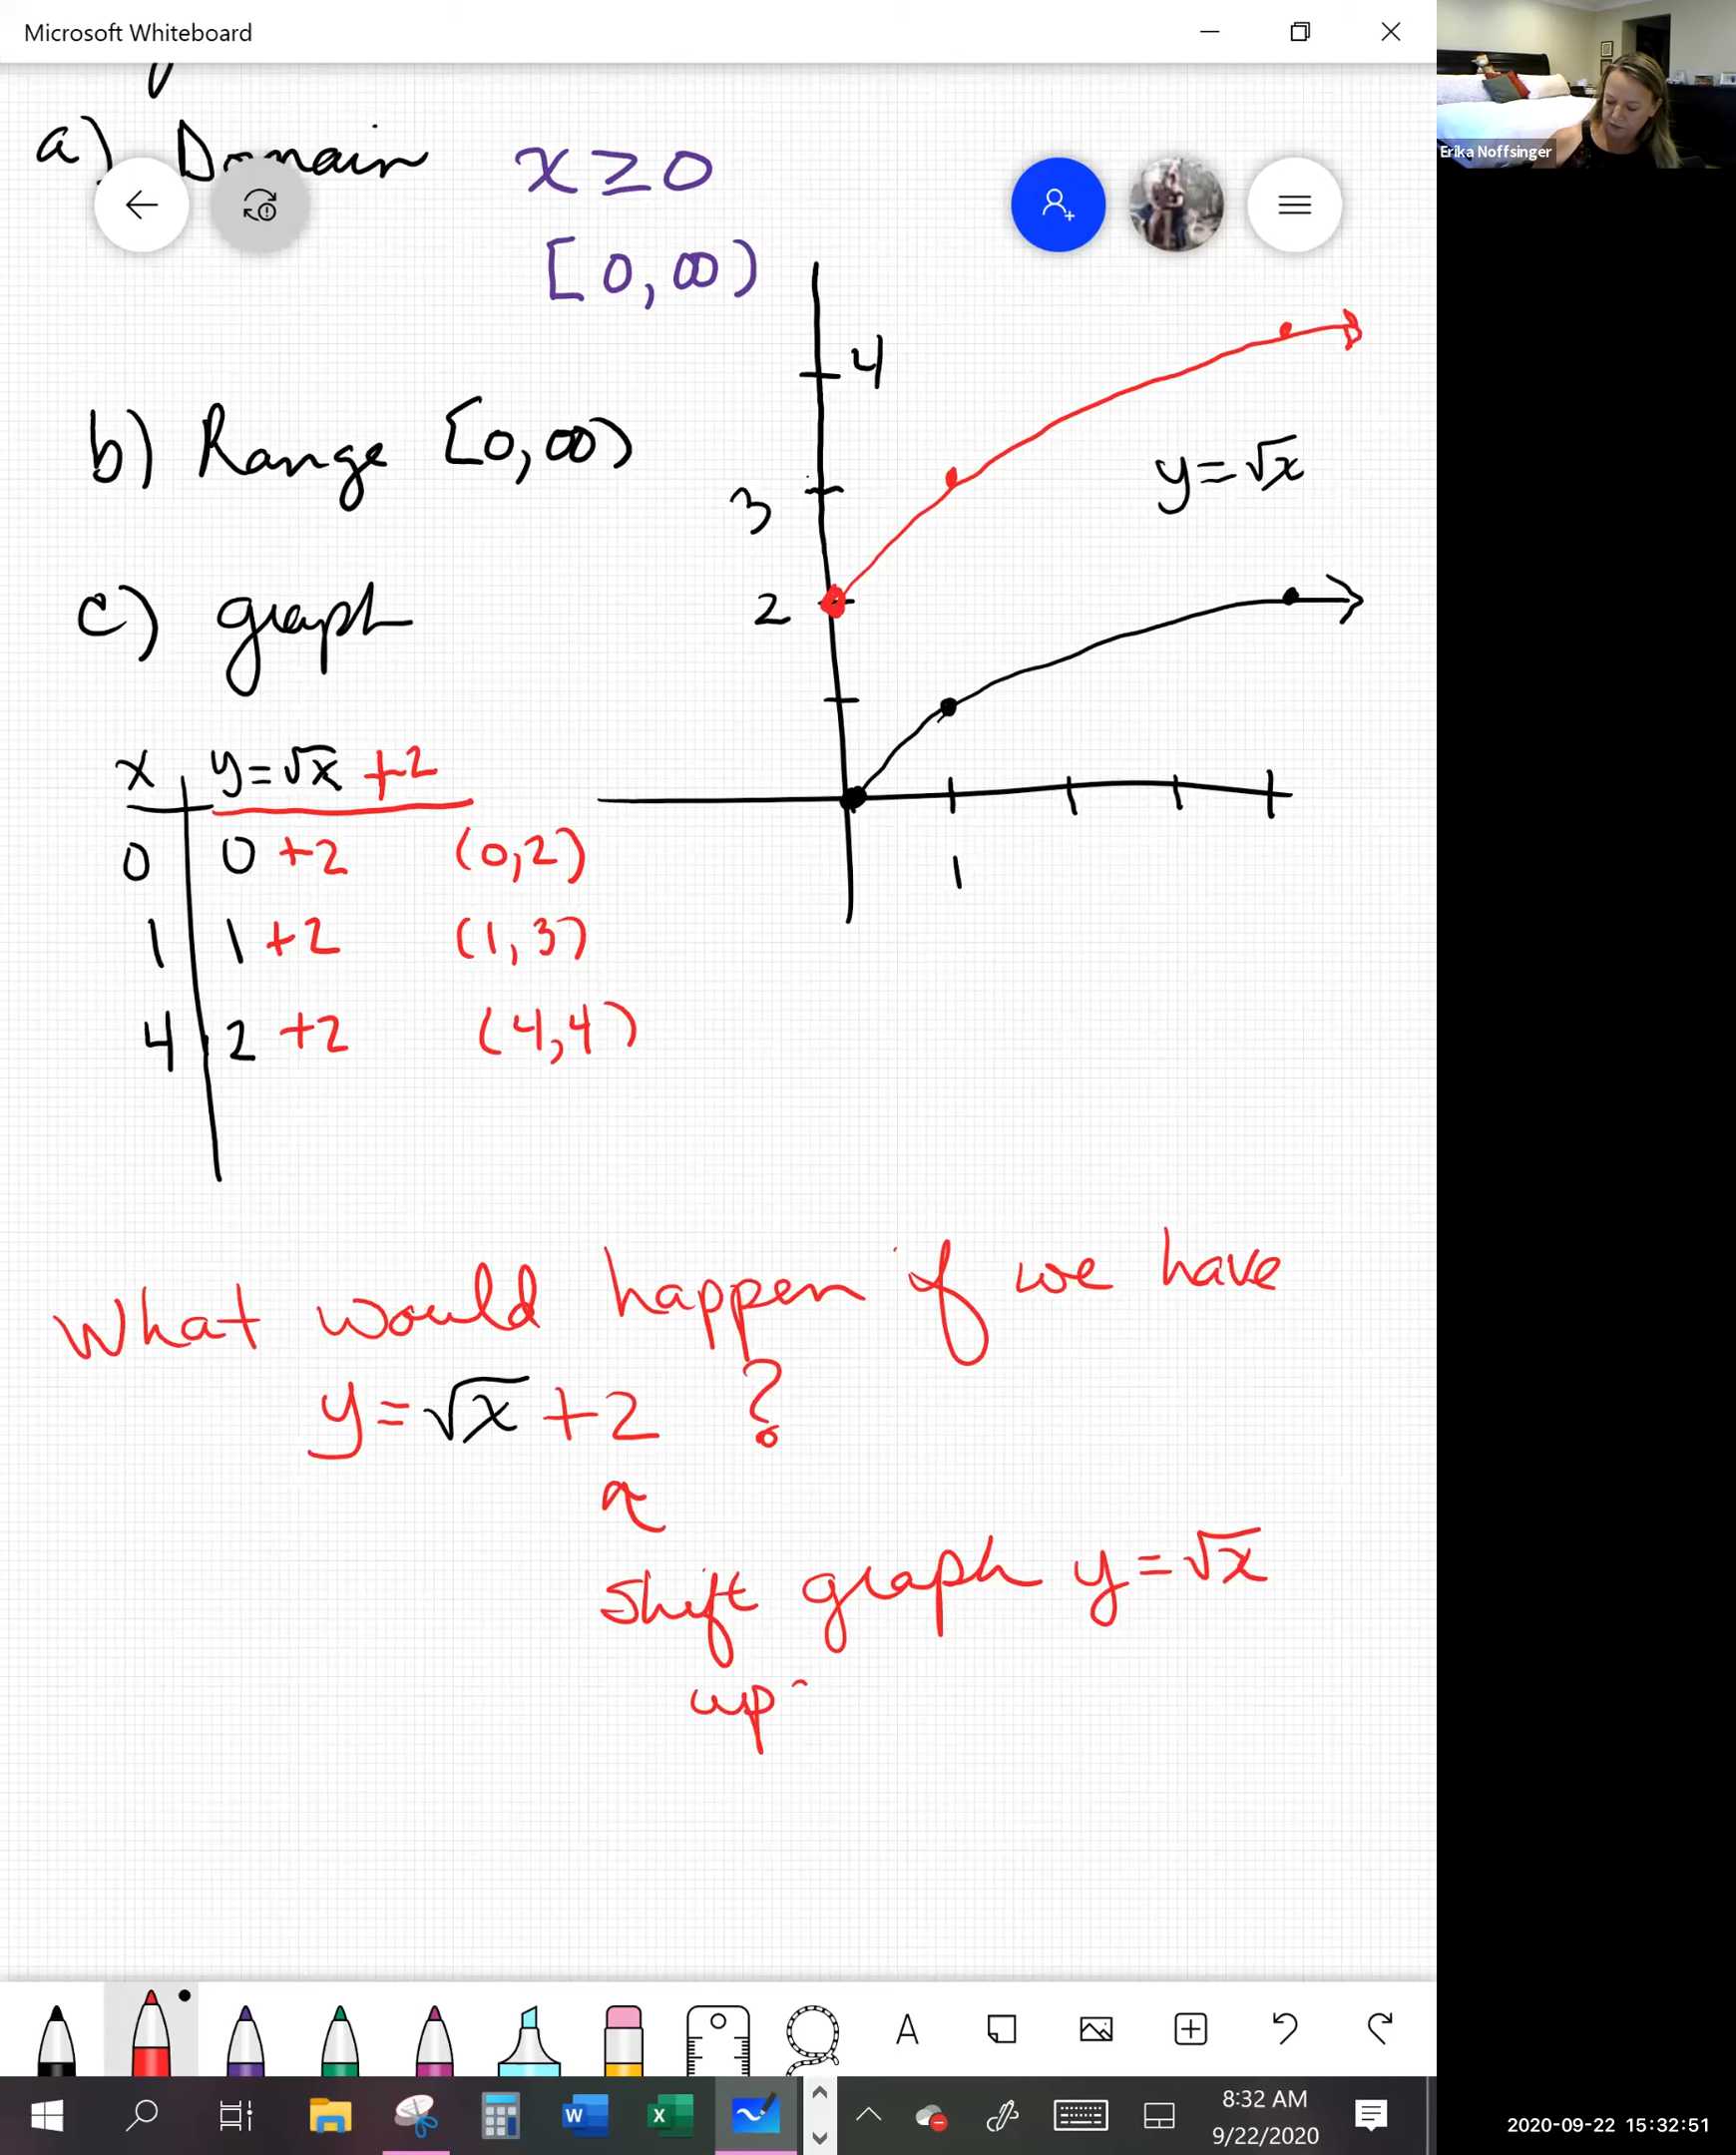 Microsoft Whiteboard
Erika Noffsinger
a) Domain x ≥ 0
[0, ∞)
4
b) Range [0, ∞)
y = √x
3
c) graph
2
x y = √x +2
0 0 +2 (0,2)
1
1 1 +2 (1,3)
4 2 +2 (4,4)
What would happen if we have
y = √x + 2 ?
shift graph y = √x
up
A
8:32 AM
9/22/2020
2020-09-22 15:32:51